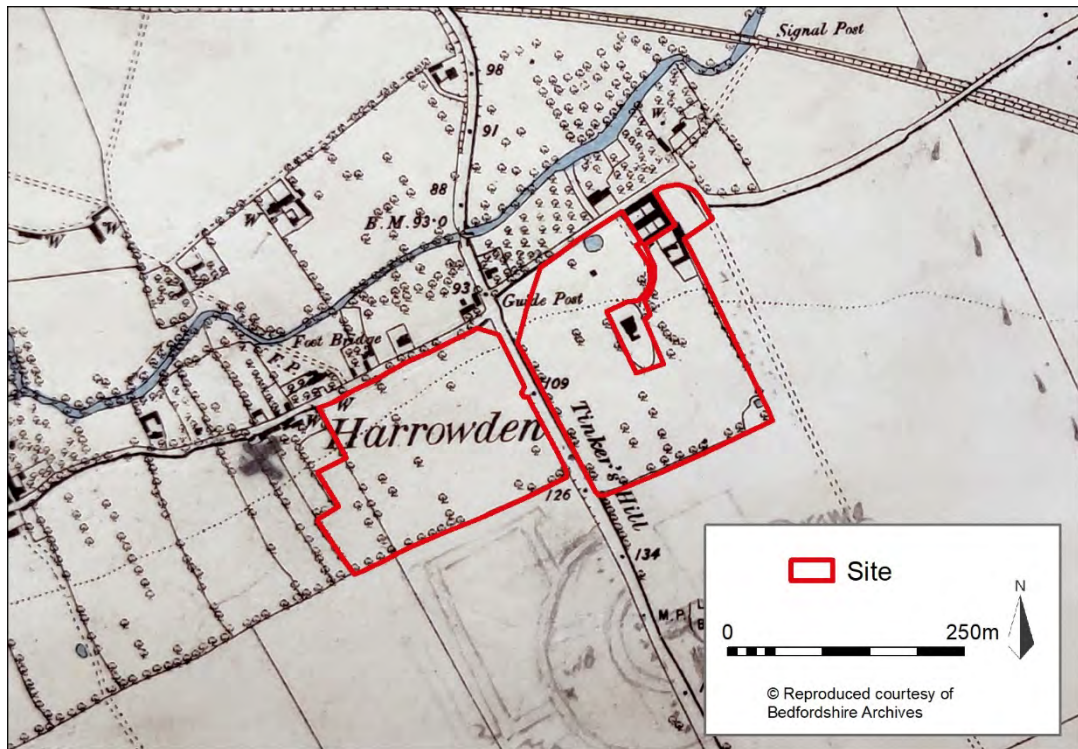 Signal Post
98
91
W
88
B.M. 93·0
W
W
93
Guide Post
Foot Bridge
F.P.
109
W
W
Harrowden
Tinker's Hill
126
134
M.P.
Site
N
0
250m
© Reproduced courtesy of
Bedfordshire Archives